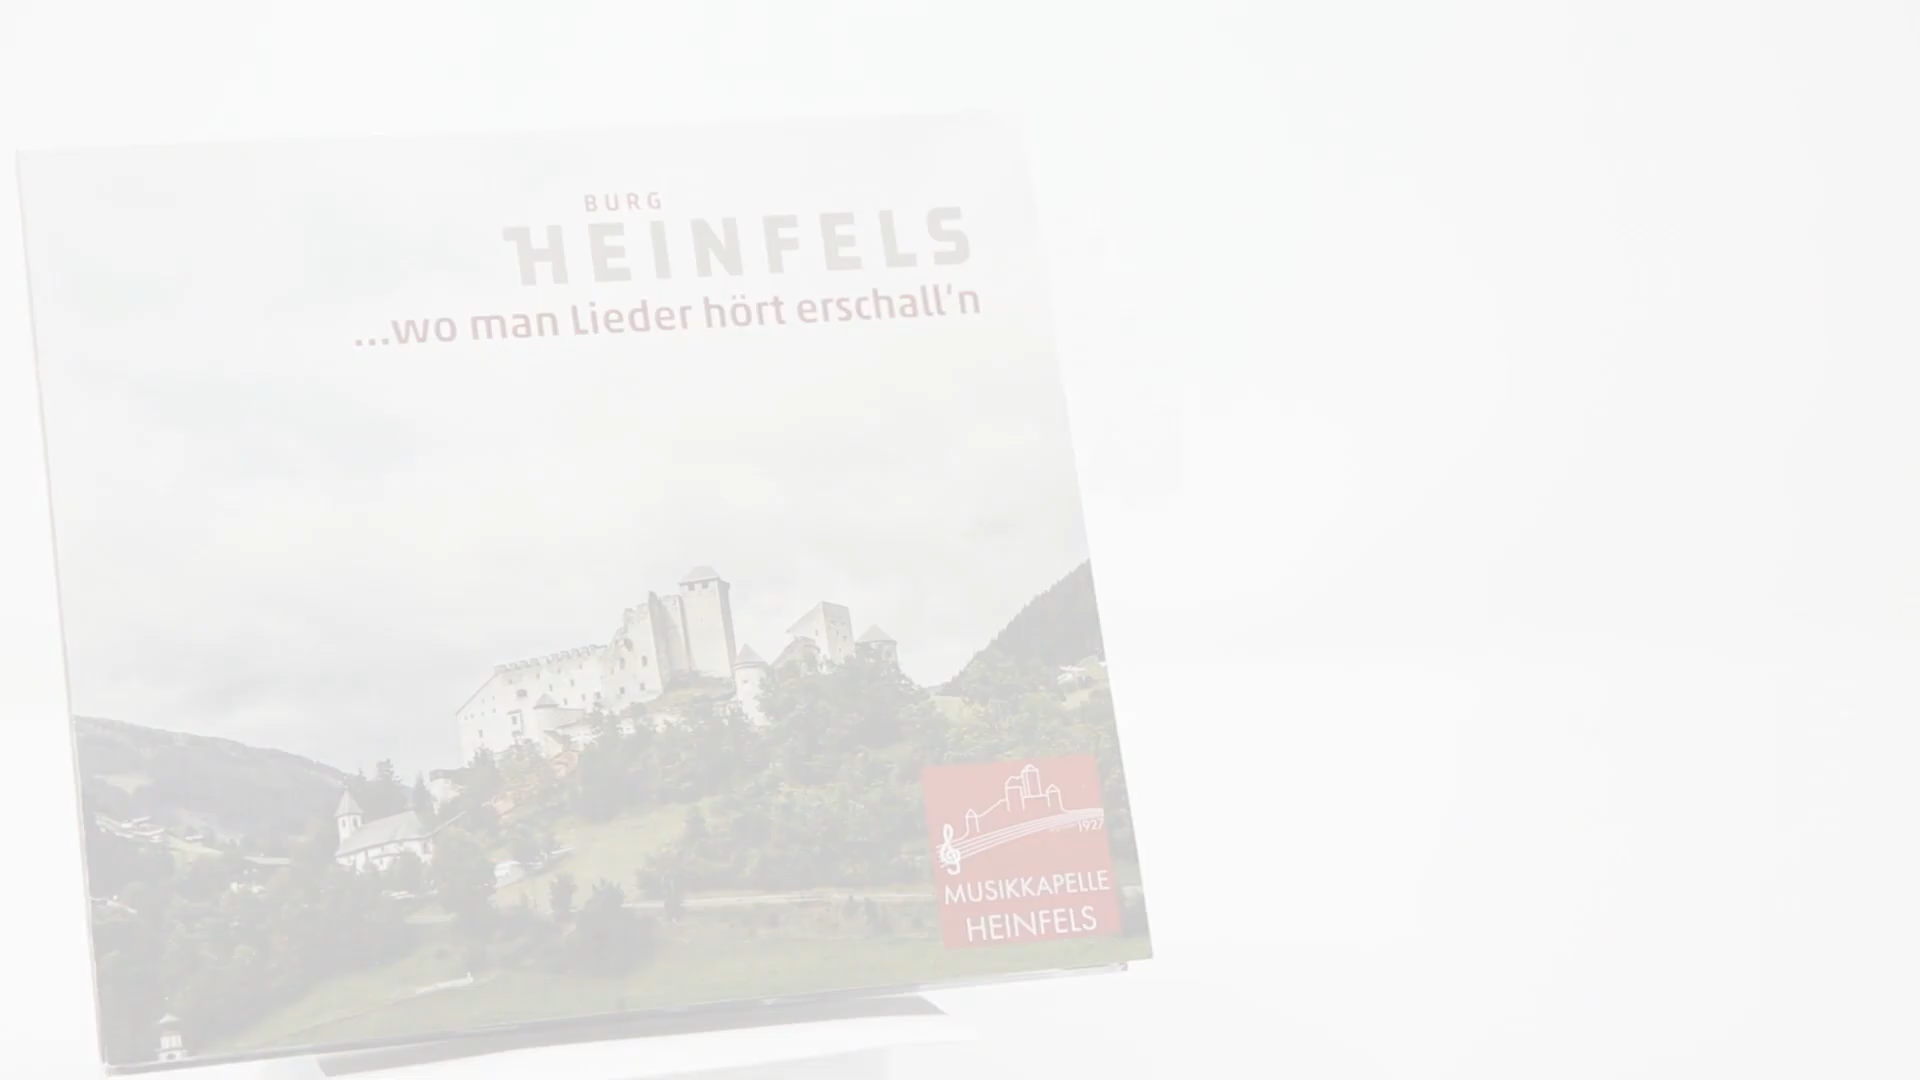 BURG
HEINFELS
...wo man Lieder hört erschall'n
1927
MUSIKKAPELLE
HEINFELS